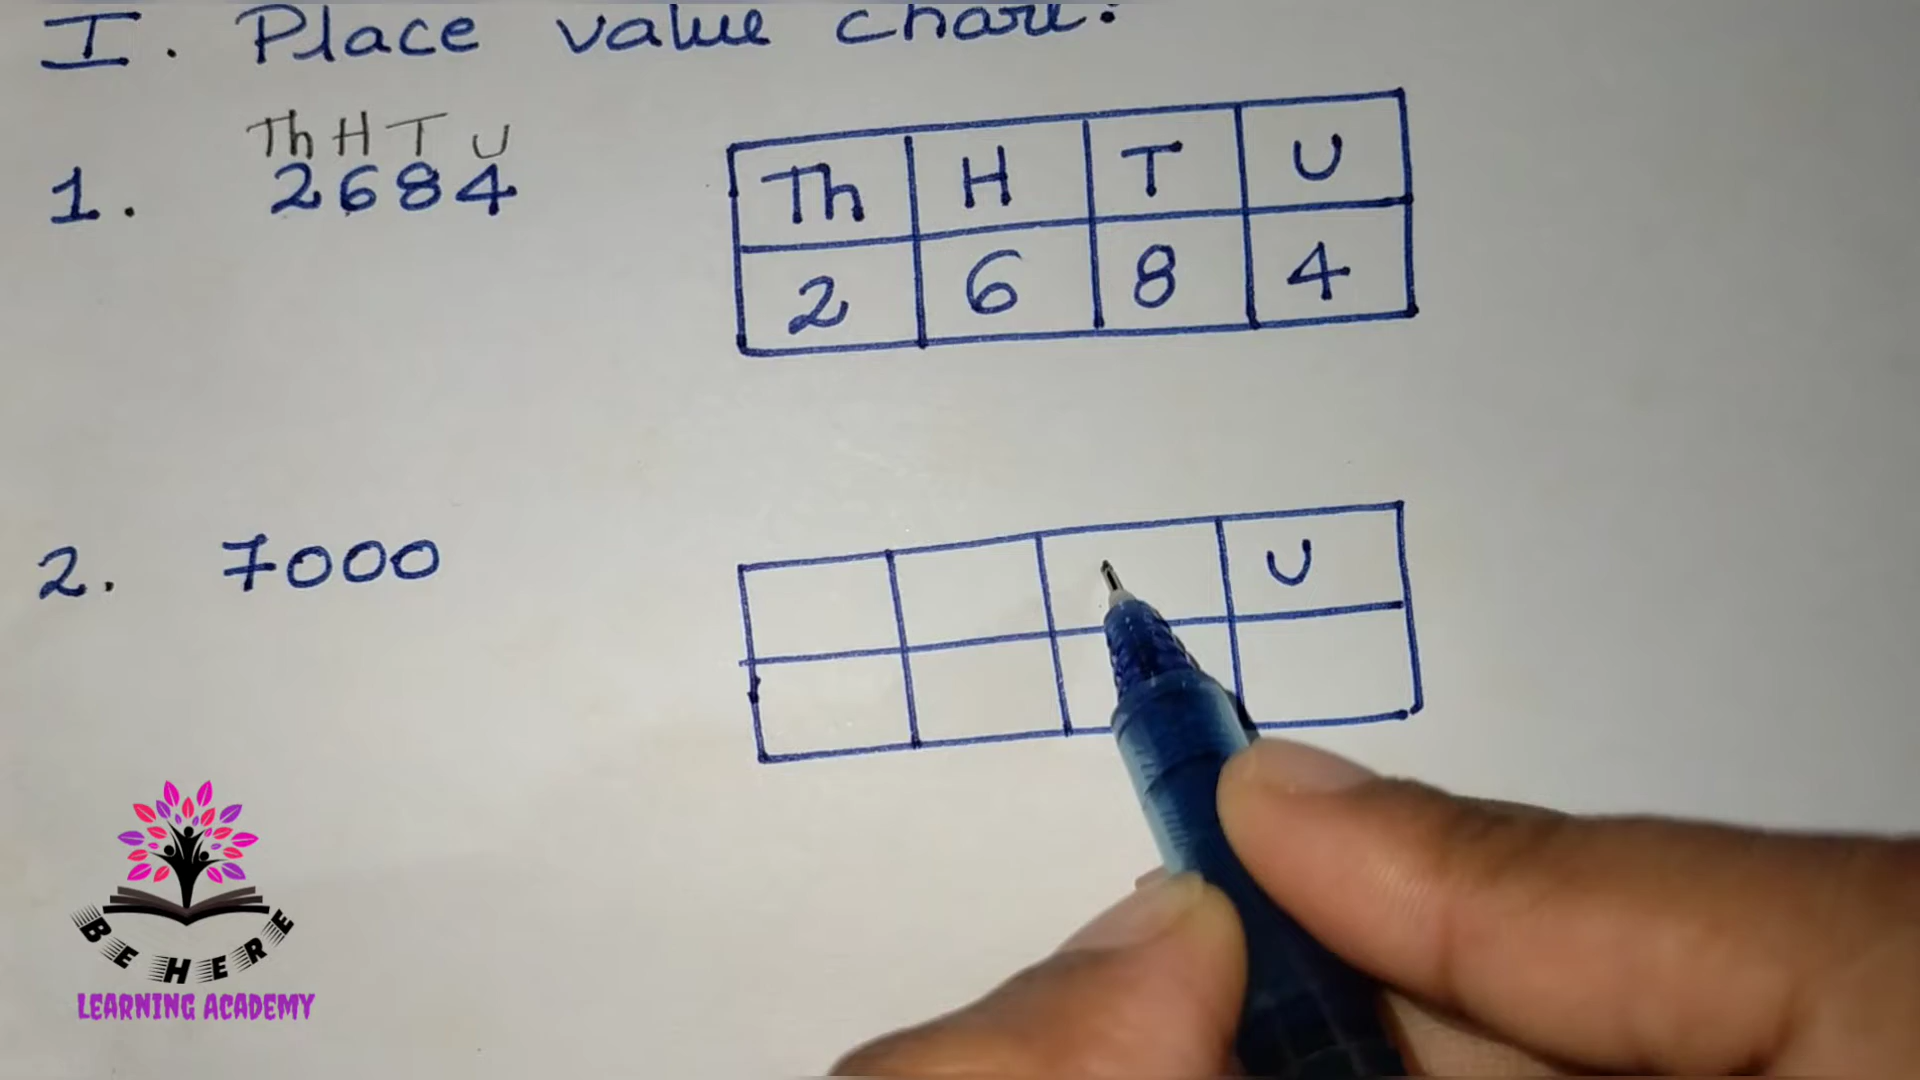 I. Place value chart:
Th H T U
1. 2684
Th H T U
2 6 8 4
2. 7000
U
BE HERE
LEARNING ACADEMY